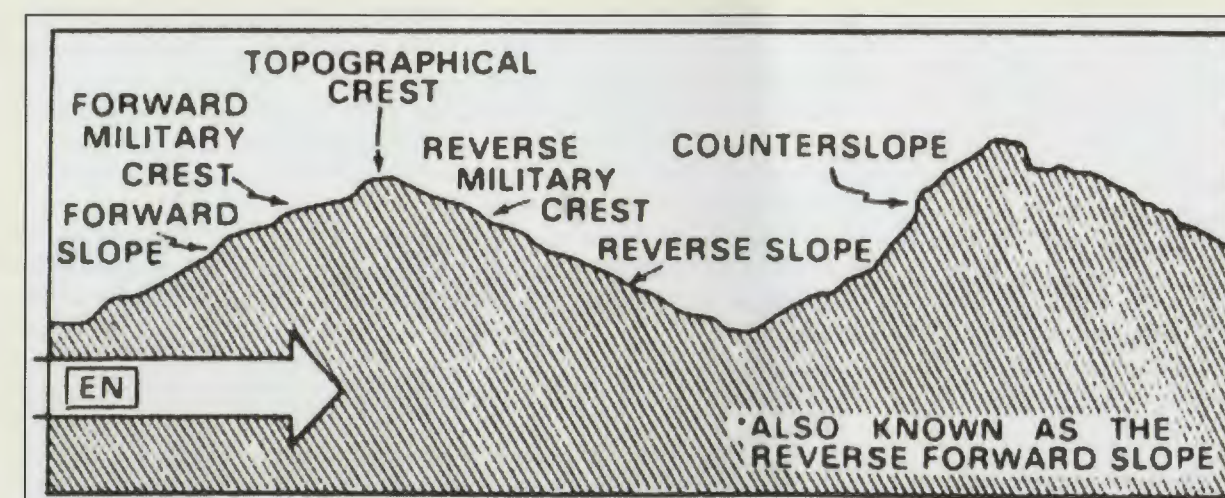 TOPOGRAPHICAL
CREST
FORWARD
MILITARY
CREST
FORWARD
SLOPE
REVERSE
MILITARY
CREST
REVERSE SLOPE
COUNTERSLOPE
EN
*ALSO KNOWN AS THE
REVERSE FORWARD SLOPE